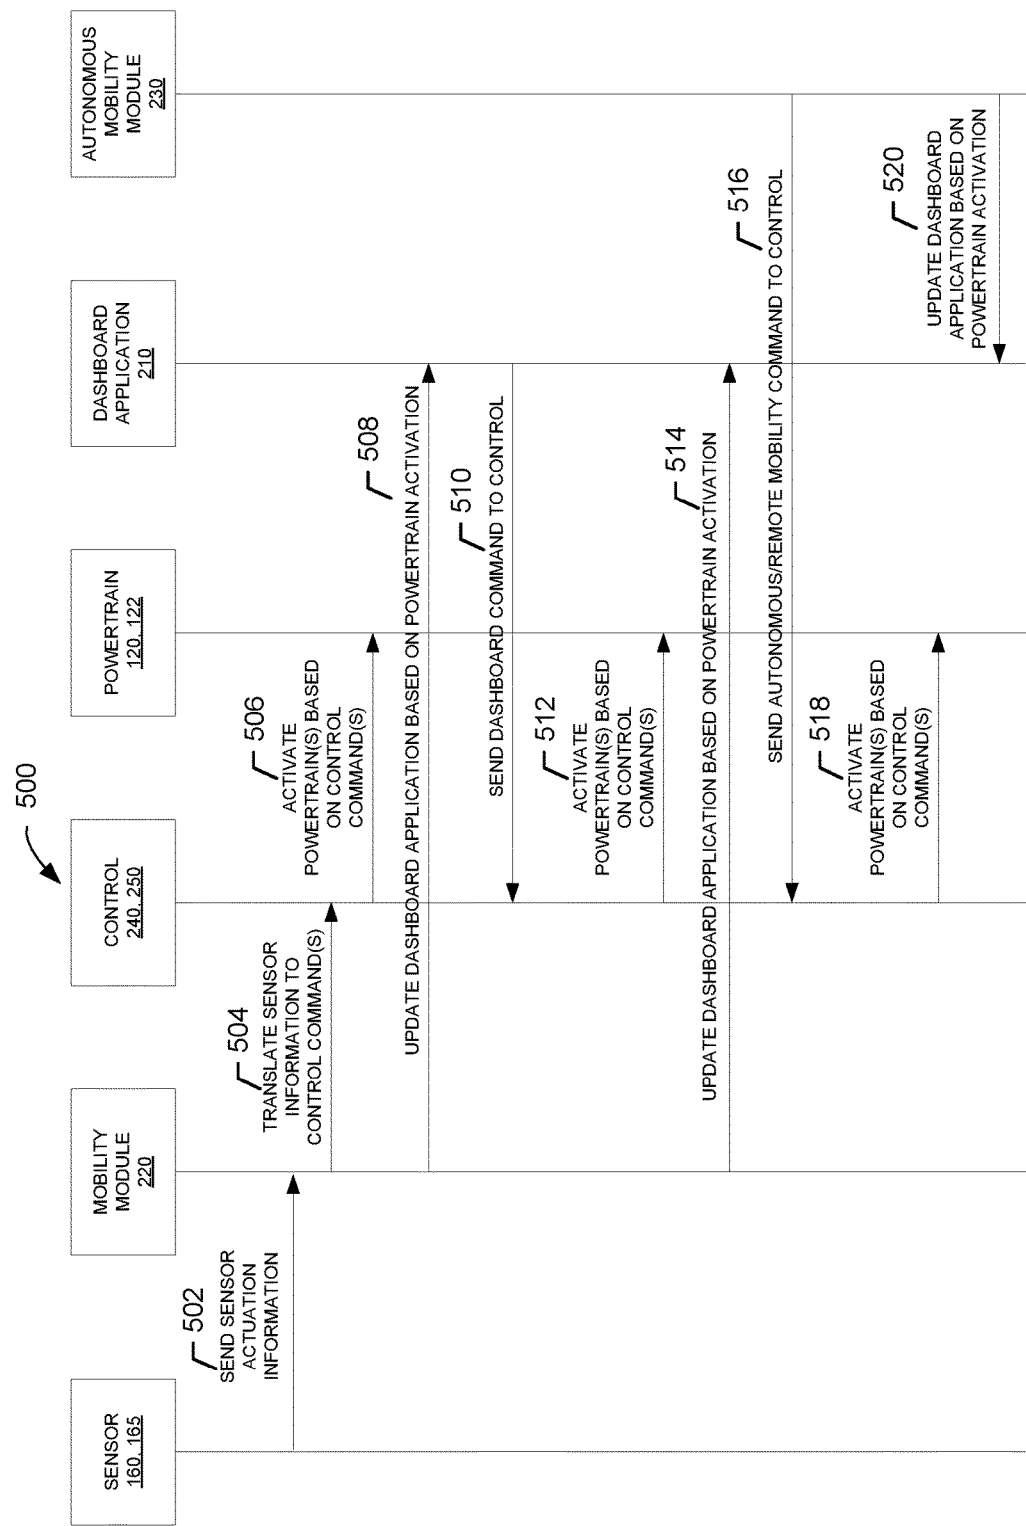 500
SENSOR
160, 165
MOBILITY
MODULE
220
CONTROL
240, 250
POWERTRAIN
120, 122
DASHBOARD
APPLICATION
210
AUTONOMOUS
MOBILITY
MODULE
230
502
SEND SENSOR
ACTUATION
INFORMATION
504
TRANSLATE SENSOR
INFORMATION TO
CONTROL COMMAND(S)
506
ACTIVATE
POWERTRAIN(S) BASED
ON CONTROL
COMMAND(S)
508
UPDATE DASHBOARD APPLICATION BASED ON POWERTRAIN ACTIVATION
510
SEND DASHBOARD COMMAND TO CONTROL
512
ACTIVATE
POWERTRAIN(S) BASED
ON CONTROL
COMMAND(S)
514
UPDATE DASHBOARD APPLICATION BASED ON POWERTRAIN ACTIVATION
516
SEND AUTONOMOUS/REMOTE MOBILITY COMMAND TO CONTROL
518
ACTIVATE
POWERTRAIN(S) BASED
ON CONTROL
COMMAND(S)
520
UPDATE DASHBOARD
APPLICATION BASED ON
POWERTRAIN ACTIVATION